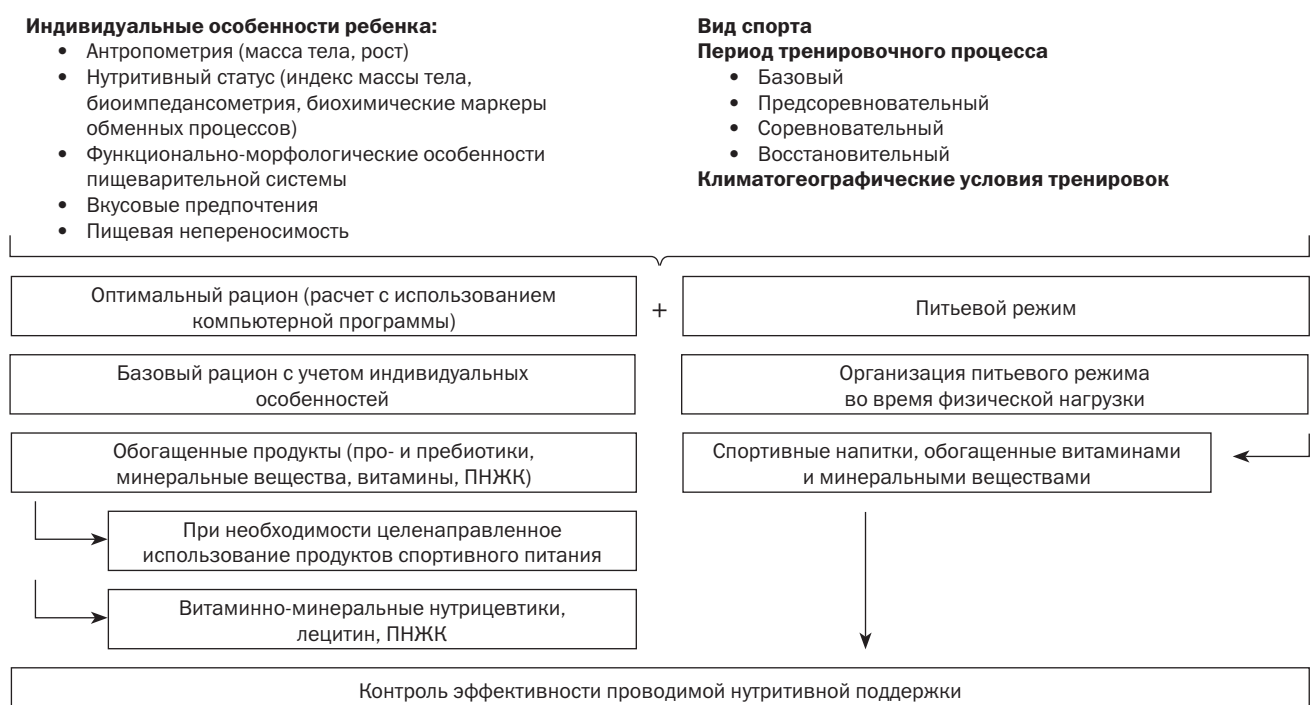 Индивидуальные особенности ребенка:
• Антропометрия (масса тела, рост)
• Нутритивный статус (индекс массы тела,
биоимпедансометрия, биохимические маркеры
обменных процессов)
• Функционально-морфологические особенности
пищеварительной системы
• Вкусовые предпочтения
• Пищевая непереносимость
Вид спорта
Период тренировочного процесса
• Базовый
• Предсоревновательный
• Соревновательный
• Восстановительный
Климатогеографические условия тренировок
Оптимальный рацион (расчет с использованием
компьютерной программы)
+
Питьевой режим
Базовый рацион с учетом индивидуальных
особенностей
Организация питьевого режима
во время физической нагрузки
Обогащенные продукты (про- и пребиотики,
минеральные вещества, витамины, ПНЖК)
Спортивные напитки, обогащенные витаминами
и минеральными веществами
При необходимости целенаправленное
использование продуктов спортивного питания
Витаминно-минеральные нутрицевтики,
лецитин, ПНЖК
Контроль эффективности проводимой нутритивной поддержки